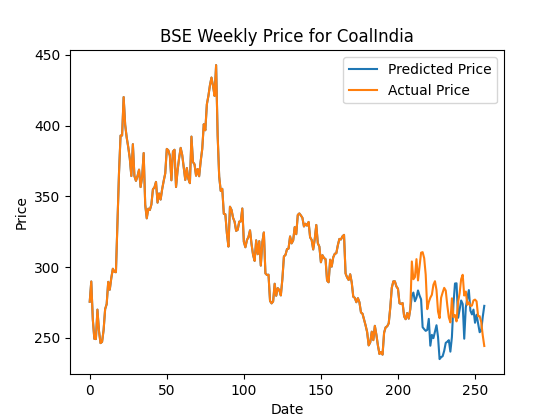 BSE Weekly Price for CoalIndia
Predicted Price
Actual Price
450
400
350
300
250
Price
0 50 100 150 200 250
Date